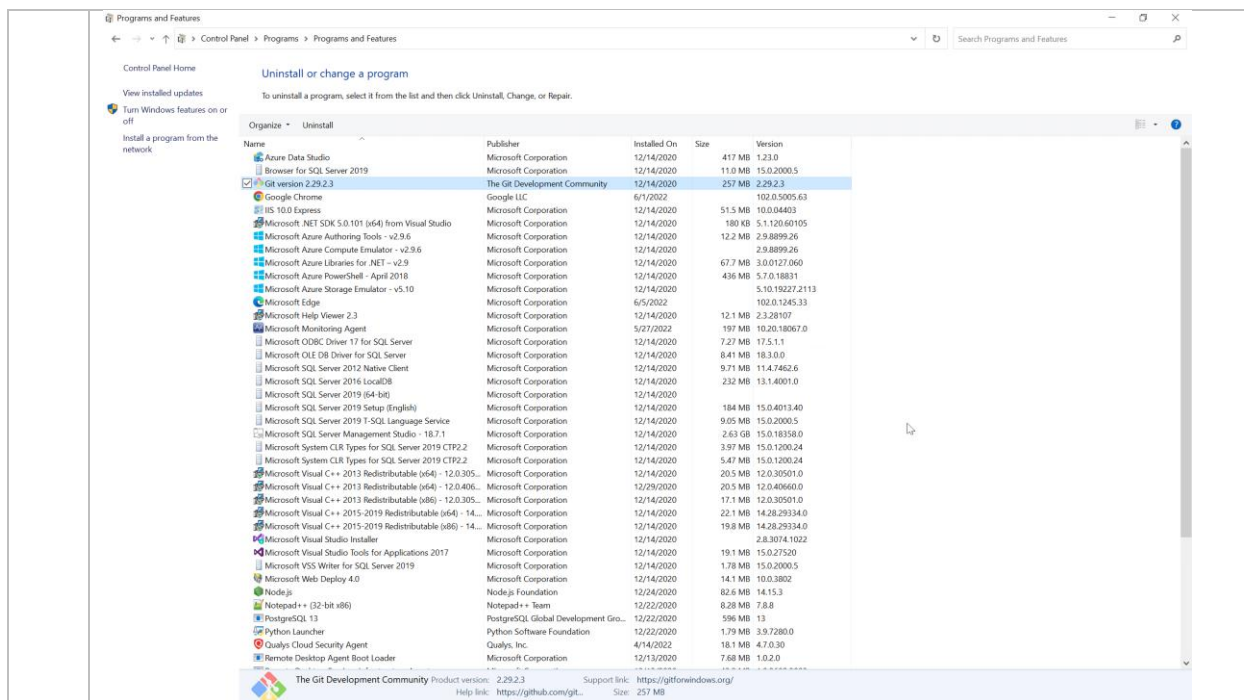 Programs and Features
Control Panel > Programs > Programs and Features
Search Programs and Features
Control Panel Home
View installed updates
Turn Windows features on or
off
Install a program from the
network
Uninstall or change a program
To uninstall a program, select it from the list and then click Uninstall, Change, or Repair.
Organize Uninstall
Name Publisher Installed On Size Version
Azure Data Studio Microsoft Corporation 12/14/2020 417 MB 1.23.0
Browser for SQL Server 2019 Microsoft Corporation 12/14/2020 11.0 MB 15.0.2000.5
Git version 2.29.2.3 The Git Development Community 12/14/2020 257 MB 2.29.2.3
Google Chrome Google LLC 6/1/2022 102.0.5005.63
IIS 10.0 Express Microsoft Corporation 12/14/2020 51.5 MB 10.0.04403
Microsoft .NET SDK 5.0.101 (x64) from Visual Studio Microsoft Corporation 12/14/2020 180 KB 5.1.120.60105
Microsoft Azure Authoring Tools - v2.9.6 Microsoft Corporation 12/14/2020 12.2 MB 2.9.8899.26
Microsoft Azure Compute Emulator - v2.9.6 Microsoft Corporation 12/14/2020 2.9.8899.26
Microsoft Azure Libraries for .NET – v2.9 Microsoft Corporation 12/14/2020 67.7 MB 3.0.0127.060
Microsoft Azure PowerShell - April 2018 Microsoft Corporation 12/14/2020 436 MB 5.7.0.18831
Microsoft Azure Storage Emulator - v5.10 Microsoft Corporation 12/14/2020 5.10.19227.2113
Microsoft Edge Microsoft Corporation 6/5/2022 102.0.1245.33
Microsoft Help Viewer 2.3 Microsoft Corporation 12/14/2020 12.1 MB 2.3.28107
Microsoft Monitoring Agent Microsoft Corporation 5/27/2022 197 MB 10.20.18067.0
Microsoft ODBC Driver 17 for SQL Server Microsoft Corporation 12/14/2020 7.27 MB 17.5.1.1
Microsoft OLE DB Driver for SQL Server Microsoft Corporation 12/14/2020 8.41 MB 18.3.0.0
Microsoft SQL Server 2012 Native Client Microsoft Corporation 12/14/2020 9.71 MB 11.4.7462.6
Microsoft SQL Server 2016 LocalDB Microsoft Corporation 12/14/2020 232 MB 13.1.4001.0
Microsoft SQL Server 2019 (64-bit) Microsoft Corporation 12/14/2020
Microsoft SQL Server 2019 Setup (English) Microsoft Corporation 12/14/2020 184 MB 15.0.4013.40
Microsoft SQL Server 2019 T-SQL Language Service Microsoft Corporation 12/14/2020 9.05 MB 15.0.2000.5
Microsoft SQL Server Management Studio - 18.7.1 Microsoft Corporation 12/14/2020 2.63 GB 15.0.18358.0
Microsoft System CLR Types for SQL Server 2019 CTP2.2 Microsoft Corporation 12/14/2020 3.97 MB 15.0.1200.24
Microsoft System CLR Types for SQL Server 2019 CTP2.2 Microsoft Corporation 12/14/2020 5.47 MB 15.0.1200.24
Microsoft Visual C++ 2013 Redistributable (x64) - 12.0.305... Microsoft Corporation 12/14/2020 20.5 MB 12.0.30501.0
Microsoft Visual C++ 2013 Redistributable (x64) - 12.0.406... Microsoft Corporation 12/29/2020 20.5 MB 12.0.40660.0
Microsoft Visual C++ 2013 Redistributable (x86) - 12.0.305... Microsoft Corporation 12/14/2020 17.1 MB 12.0.30501.0
Microsoft Visual C++ 2015-2019 Redistributable (x64) - 14.... Microsoft Corporation 12/14/2020 22.1 MB 14.28.29334.0
Microsoft Visual C++ 2015-2019 Redistributable (x86) - 14.... Microsoft Corporation 12/14/2020 19.8 MB 14.28.29334.0
Microsoft Visual Studio Installer Microsoft Corporation 12/14/2020 2.8.3074.1022
Microsoft Visual Studio Tools for Applications 2017 Microsoft Corporation 12/14/2020 19.1 MB 15.0.27520
Microsoft VSS Writer for SQL Server 2019 Microsoft Corporation 12/14/2020 1.78 MB 15.0.2000.5
Microsoft Web Deploy 4.0 Microsoft Corporation 12/14/2020 14.1 MB 10.0.3802
Node.js Node.js Foundation 12/24/2020 82.6 MB 14.15.3
Notepad++ (32-bit x86) Notepad++ Team 12/22/2020 8.28 MB 7.8.8
PostgreSQL 13 PostgreSQL Global Development Gro... 12/22/2020 596 MB 13
Python Launcher Python Software Foundation 12/22/2020 1.79 MB 3.9.7280.0
Qualys Cloud Security Agent Qualys, Inc. 4/14/2022 18.1 MB 4.7.0.30
Remote Desktop Agent Boot Loader Microsoft Corporation 12/13/2020 7.68 MB 1.0.2.0
The Git Development Community Product version: 2.29.2.3 Support link: https://gitforwindows.org/
Help link: https://github.com/git... Size: 257 MB